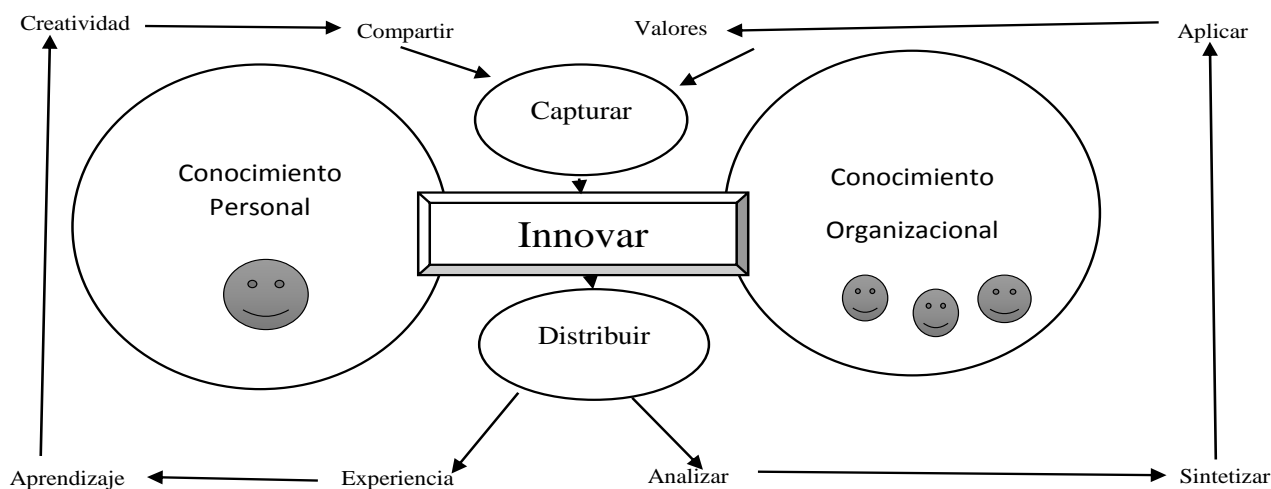 Creatividad
Compartir
Valores
Aplicar
Capturar
Conocimiento
Personal
Conocimiento
Organizacional
Innovar
Distribuir
Aprendizaje
Experiencia
Analizar
Sintetizar